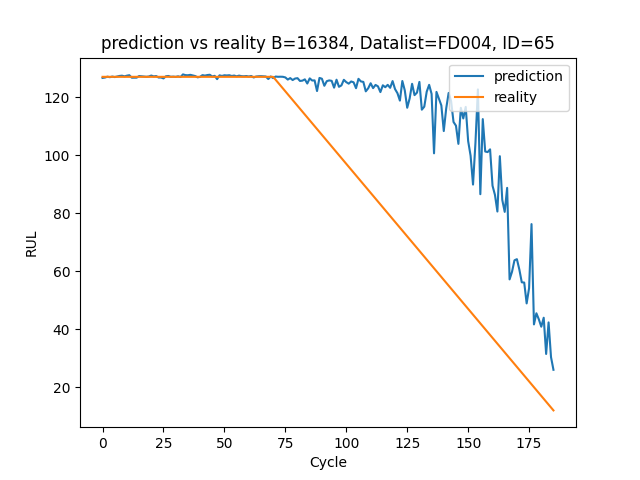 prediction vs reality B=16384, Datalist=FD004, ID=65
prediction
reality
120
100
80
60
40
20
RUL
0 25 50 75 100 125 150 175
Cycle